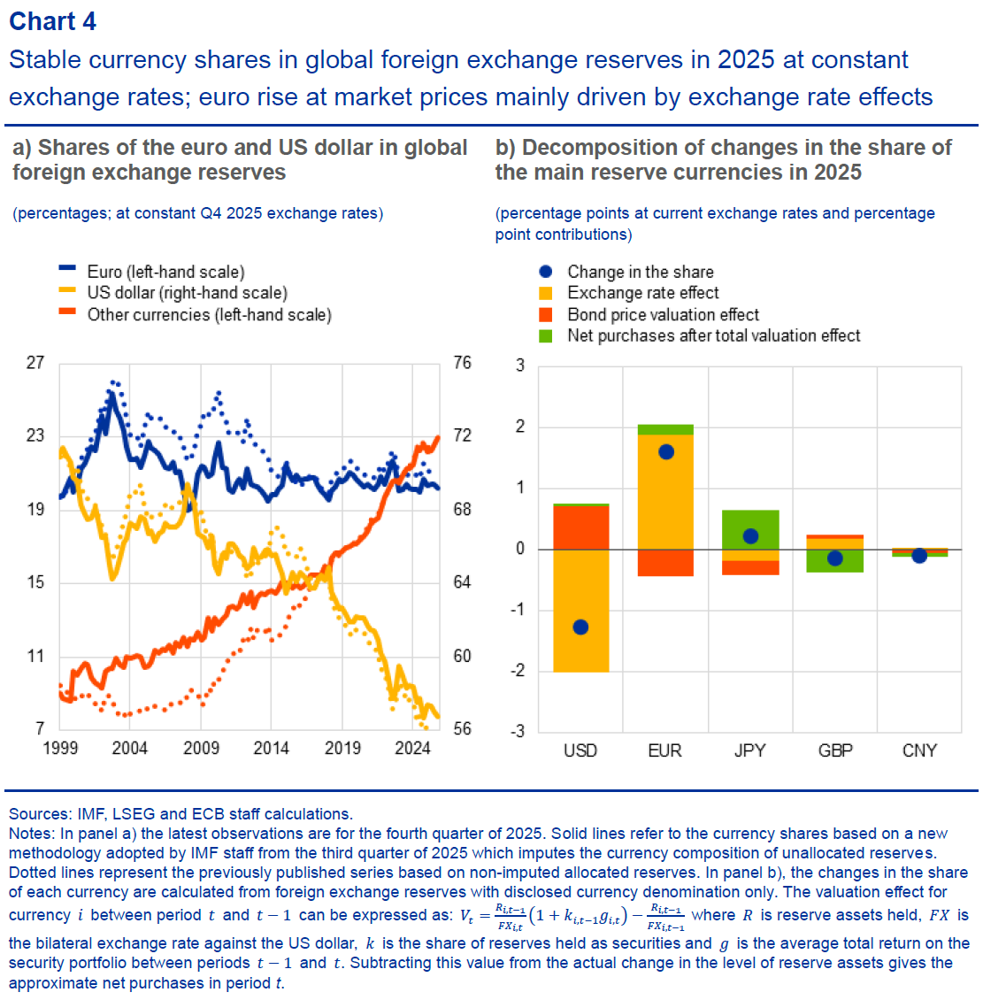 Chart 4
Stable currency shares in global foreign exchange reserves in 2025 at constant
exchange rates; euro rise at market prices mainly driven by exchange rate effects
a) Shares of the euro and US dollar in global
foreign exchange reserves
(percentages; at constant Q4 2025 exchange rates)
Euro (left-hand scale)
US dollar (right-hand scale)
Other currencies (left-hand scale)
27
23
19
15
11
7
76
72
68
64
60
56
1999 2004 2009 2014 2019 2024
b) Decomposition of changes in the share of
the main reserve currencies in 2025
(percentage points at current exchange rates and percentage
point contributions)
Change in the share
Exchange rate effect
Bond price valuation effect
Net purchases after total valuation effect
3
2
1
0
-1
-2
-3
USD EUR JPY GBP CNY
Sources: IMF, LSEG and ECB staff calculations.
Notes: In panel a) the latest observations are for the fourth quarter of 2025. Solid lines refer to the currency shares based on a new
methodology adopted by IMF staff from the third quarter of 2025 which imputes the currency composition of unallocated reserves.
Dotted lines represent the previously published series based on non-imputed allocated reserves. In panel b), the changes in the share
of each currency are calculated from foreign exchange reserves with disclosed currency denomination only. The valuation effect for
currency i between period t and t − 1 can be expressed as: V_t = R_{i,t−1}/FX_{i,t} (1 + k_{i,t−1}g_{i,t}) − R_{i,t−1}/FX_{i,t−1} where R is reserve assets held, FX is
the bilateral exchange rate against the US dollar, k is the share of reserves held as securities and g is the average total return on the
security portfolio between periods t − 1 and t. Subtracting this value from the actual change in the level of reserve assets gives the
approximate net purchases in period t.